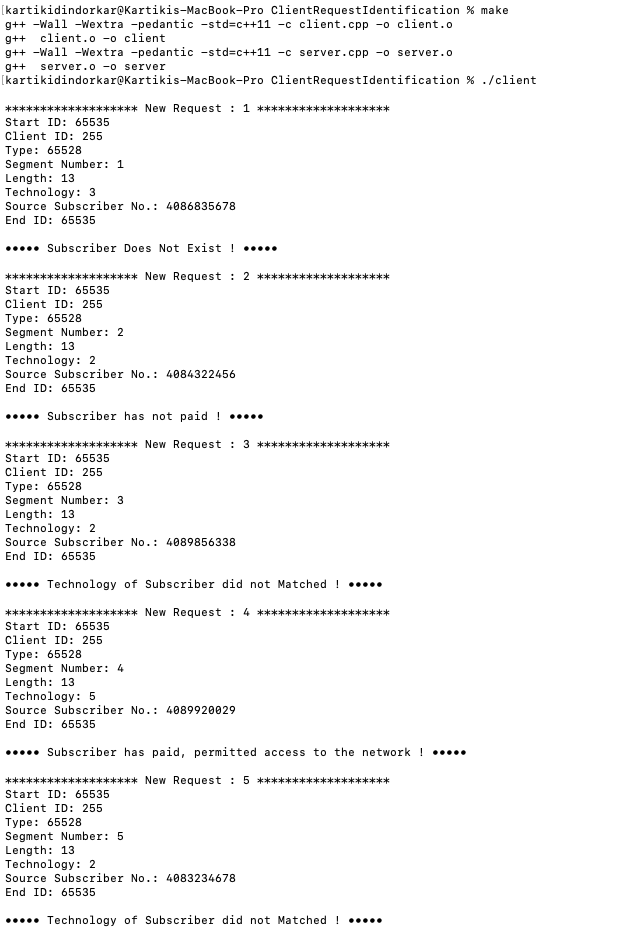 [kartikidindorkar@Kartikis-MacBook-Pro ClientRequestIdentification % make
g++ -Wall -Wextra -pedantic -std=c++11 -c client.cpp -o client.o
g++  client.o -o client
g++ -Wall -Wextra -pedantic -std=c++11 -c server.cpp -o server.o
g++  server.o -o server
[kartikidindorkar@Kartikis-MacBook-Pro ClientRequestIdentification % ./client
******************* New Request : 1 *******************
Start ID: 65535
Client ID: 255
Type: 65528
Segment Number: 1
Length: 13
Technology: 3
Source Subscriber No.: 4086835678
End ID: 65535
••••• Subscriber Does Not Exist ! •••••
******************* New Request : 2 *******************
Start ID: 65535
Client ID: 255
Type: 65528
Segment Number: 2
Length: 13
Technology: 2
Source Subscriber No.: 4084322456
End ID: 65535
••••• Subscriber has not paid ! •••••
******************* New Request : 3 *******************
Start ID: 65535
Client ID: 255
Type: 65528
Segment Number: 3
Length: 13
Technology: 2
Source Subscriber No.: 4089856338
End ID: 65535
••••• Technology of Subscriber did not Matched ! •••••
******************* New Request : 4 *******************
Start ID: 65535
Client ID: 255
Type: 65528
Segment Number: 4
Length: 13
Technology: 5
Source Subscriber No.: 4089920029
End ID: 65535
••••• Subscriber has paid, permitted access to the network ! •••••
******************* New Request : 5 *******************
Start ID: 65535
Client ID: 255
Type: 65528
Segment Number: 5
Length: 13
Technology: 2
Source Subscriber No.: 4083234678
End ID: 65535
••••• Technology of Subscriber did not Matched ! •••••